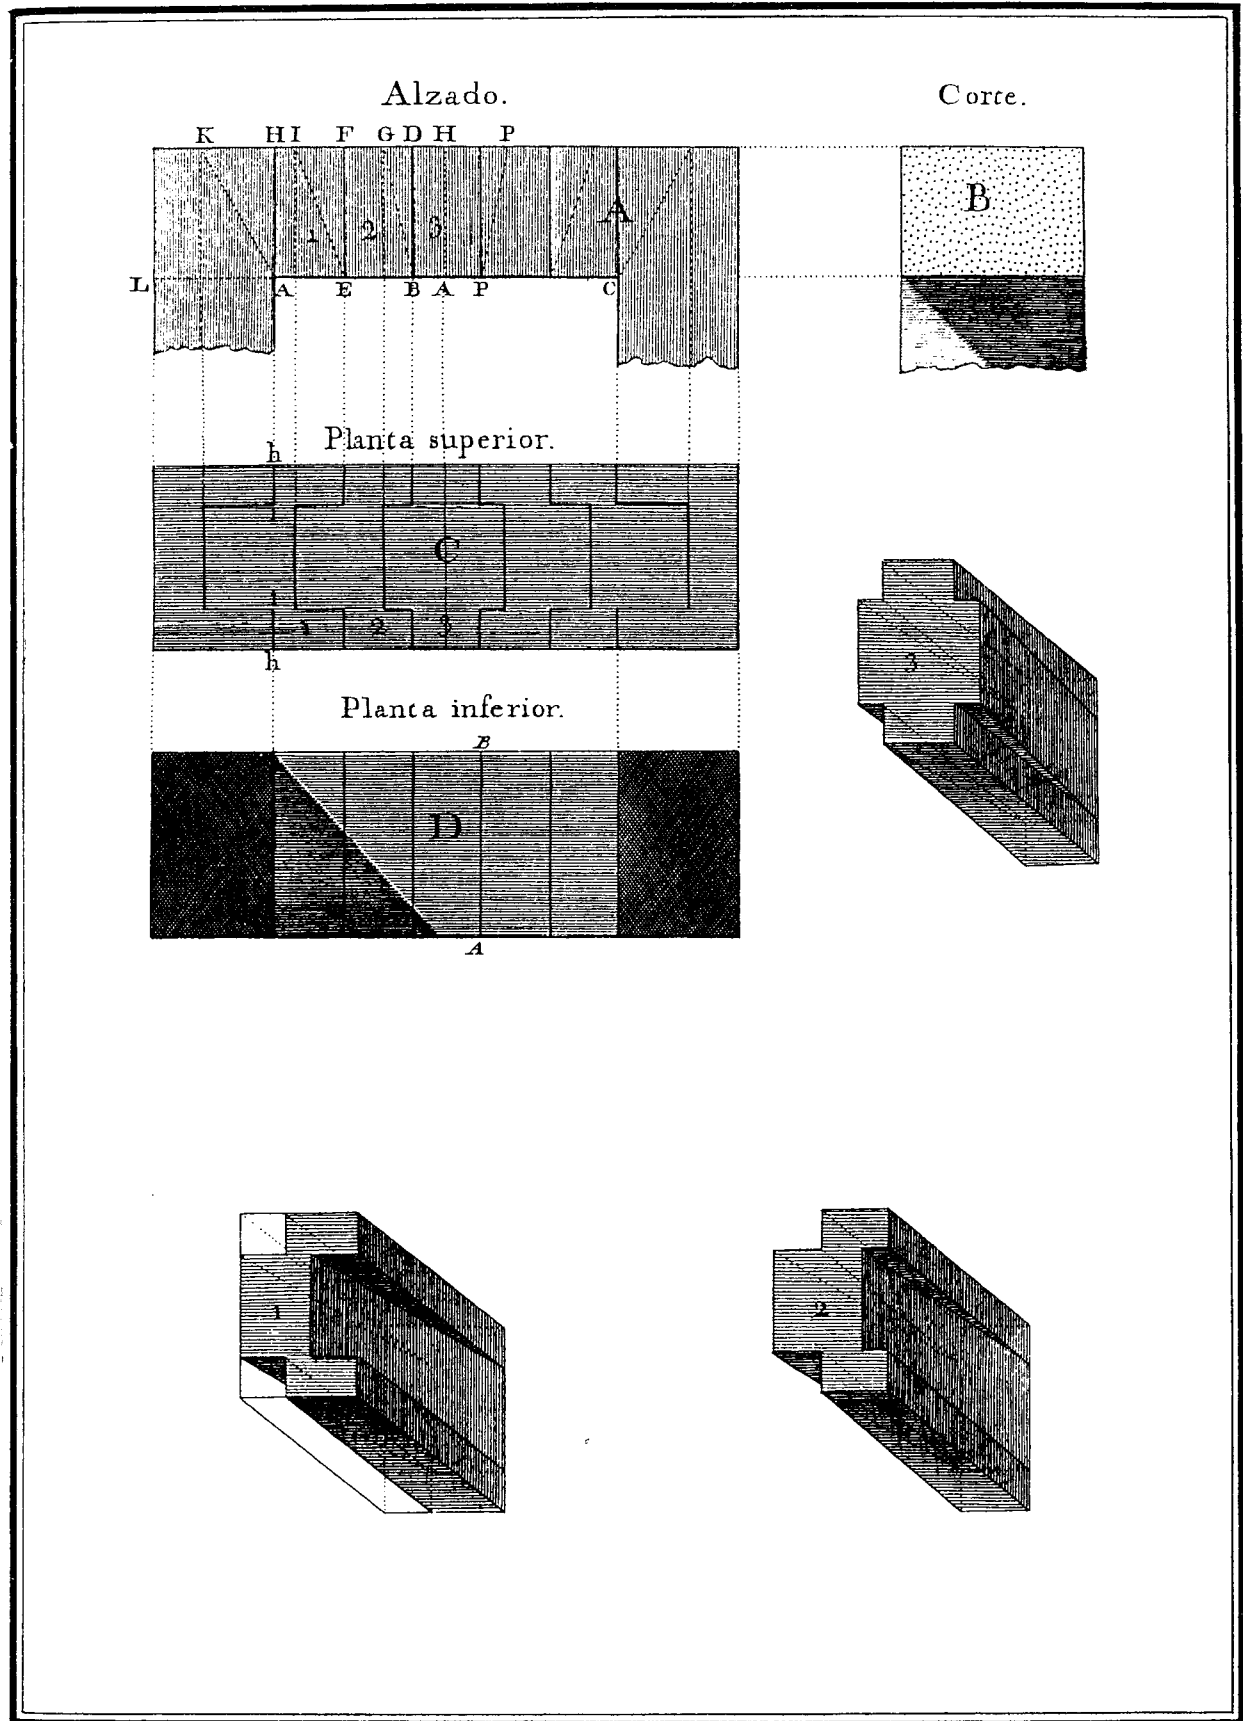 Alzado.
Corte.
K H I F G D H P
B
1 2 3 A
L A E B A P C
Planta superior.
h
C
1 2 3
h
3
Planta inferior.
B
D
A
1
2